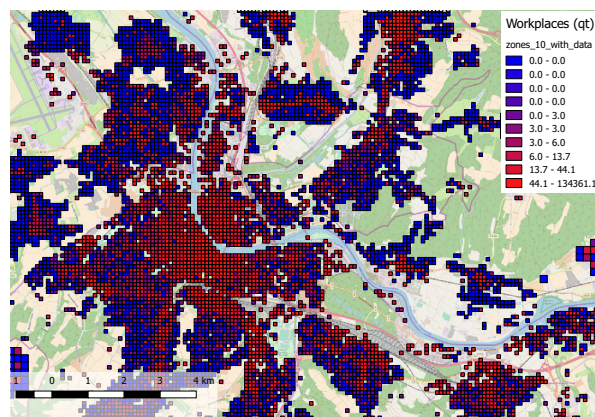 Workplaces (qt)
zones_10_with_data
0.0 - 0.0
0.0 - 0.0
0.0 - 0.0
0.0 - 0.0
0.0 - 3.0
3.0 - 3.0
3.0 - 6.0
6.0 - 13.7
13.7 - 44.1
44.1 - 134361.1
1 0 1 2 3 4 km